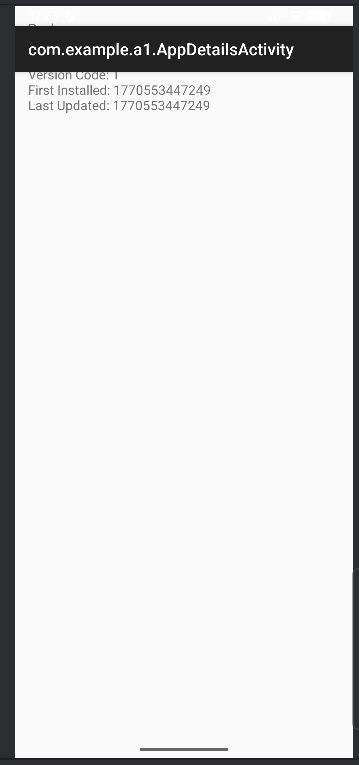 com.example.a1.AppDetailsActivity
Version Code: 1
First Installed: 1770553447249
Last Updated: 1770553447249